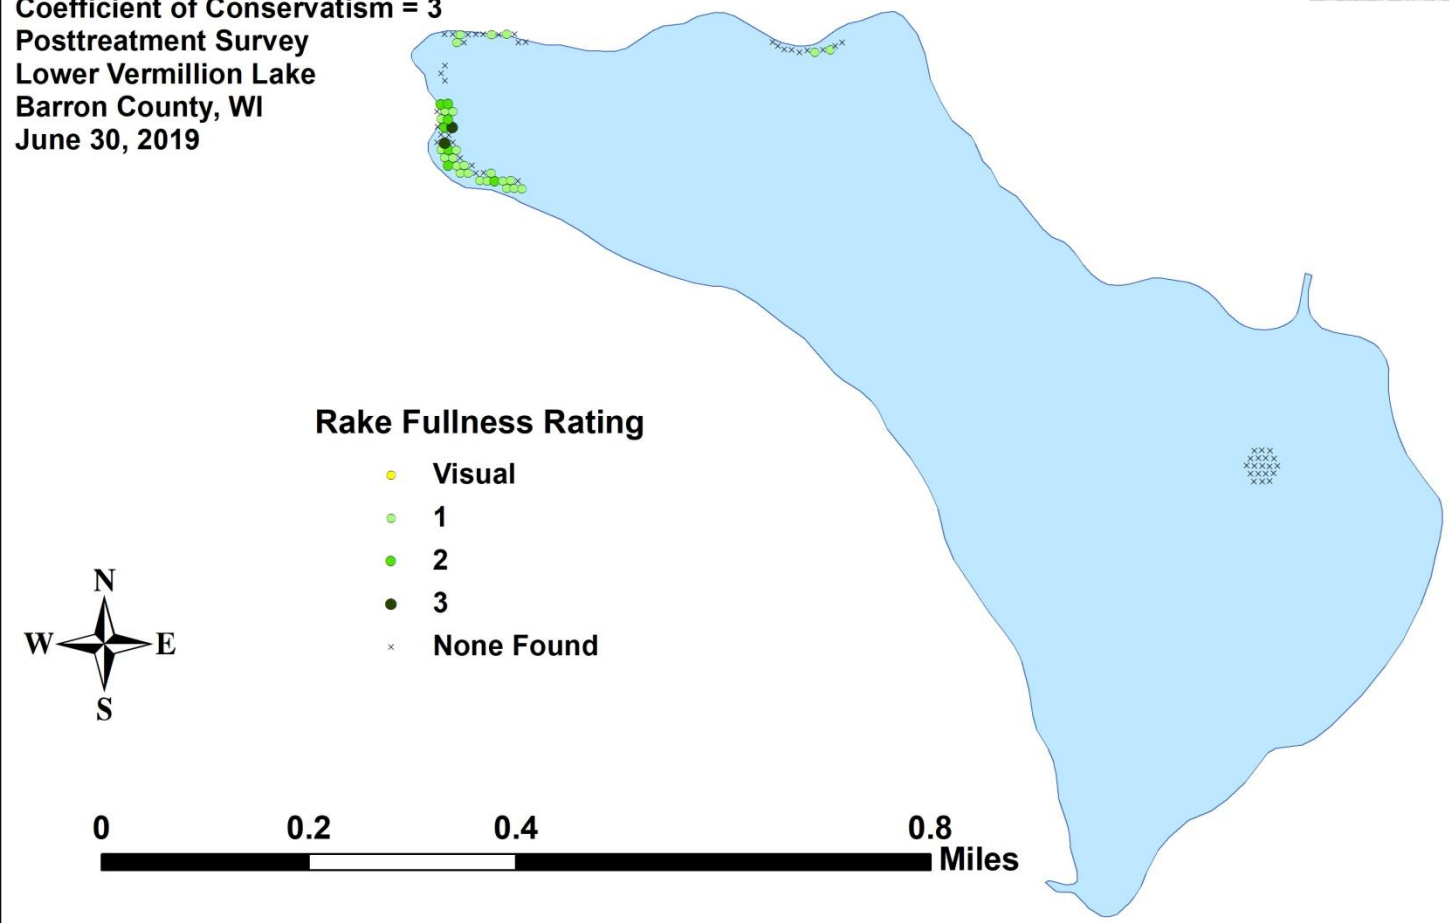 Coefficient of Conservatism = 3
Posttreatment Survey
Lower Vermillion Lake
Barron County, WI
June 30, 2019
Rake Fullness Rating
Visual
1
2
3
None Found
N
W E
S
0 0.2 0.4 0.8
Miles